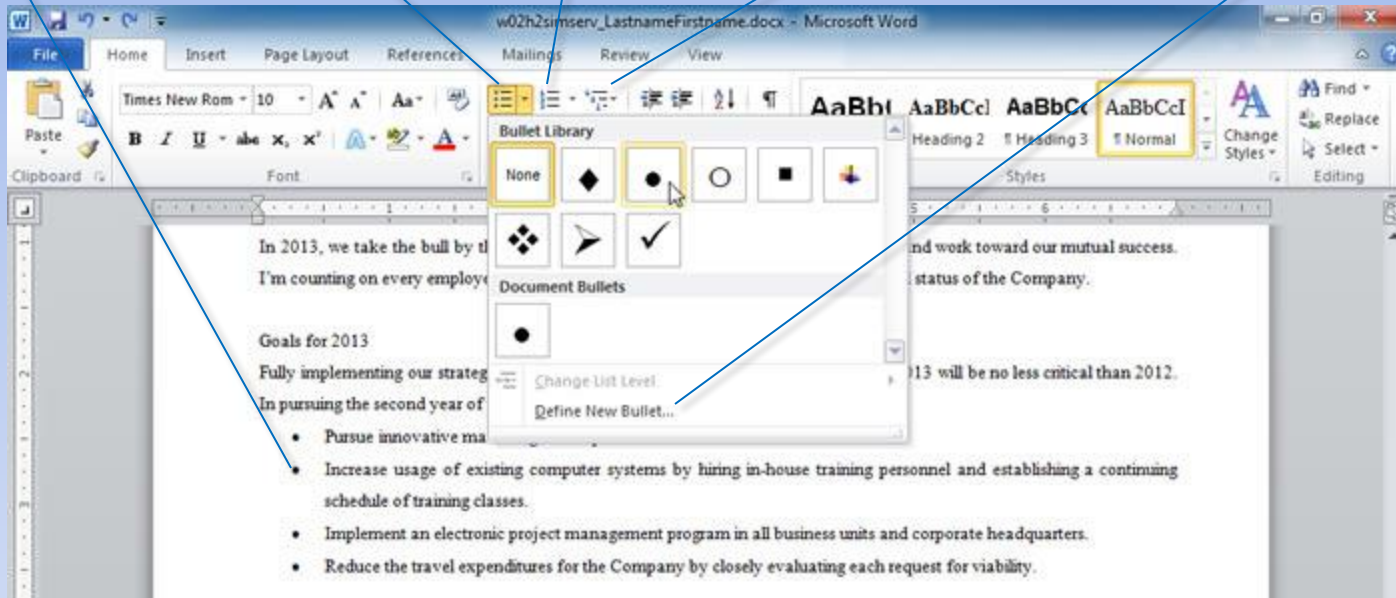 w02h2simserv_LastnameFirstname.docx - Microsoft Word
File Home Insert Page Layout References Mailings Review View
Times New Rom 10 A A Aa
Paste
B I U abe x, x²
AaBb( AaBbCcl AaBbCc AaBbCcI
Heading 2 ¶ Heading 3 ¶ Normal
Change Styles
Find
Replace
Select
Clipboard Font Styles Editing
Bullet Library
None
Document Bullets
Change List Level
Define New Bullet...
1 5 6
In 2013, we take the bull by nd work toward our mutual success.
I'm counting on every employe status of the Company.
Goals for 2013
Fully implementing our strateg 13 will be no less critical than 2012.
In pursuing the second year of
• Pursue innovative ma
• Increase usage of existing computer systems by hiring in-house training personnel and establishing a continuing
schedule of training classes.
• Implement an electronic project management program in all business units and corporate headquarters.
• Reduce the travel expenditures for the Company by closely evaluating each request for viability.